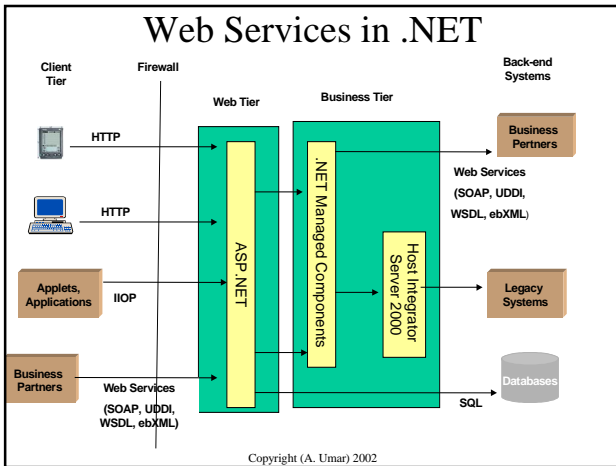 Web Services in .NET
Client
Tier
Firewall
Back-end
Systems
Web Tier
Business Tier
HTTP
Business
Pertners
Web Services
(SOAP, UDDI,
WSDL, ebXML)
HTTP
ASP.NET
.NET Managed Components
Host Integrator
Server 2000
Applets,
Applications
IIOP
Legacy
Systems
Business
Partners
Web Services
(SOAP, UDDI,
WSDL, ebXML)
SQL
Databases
Copyright (A. Umar) 2002